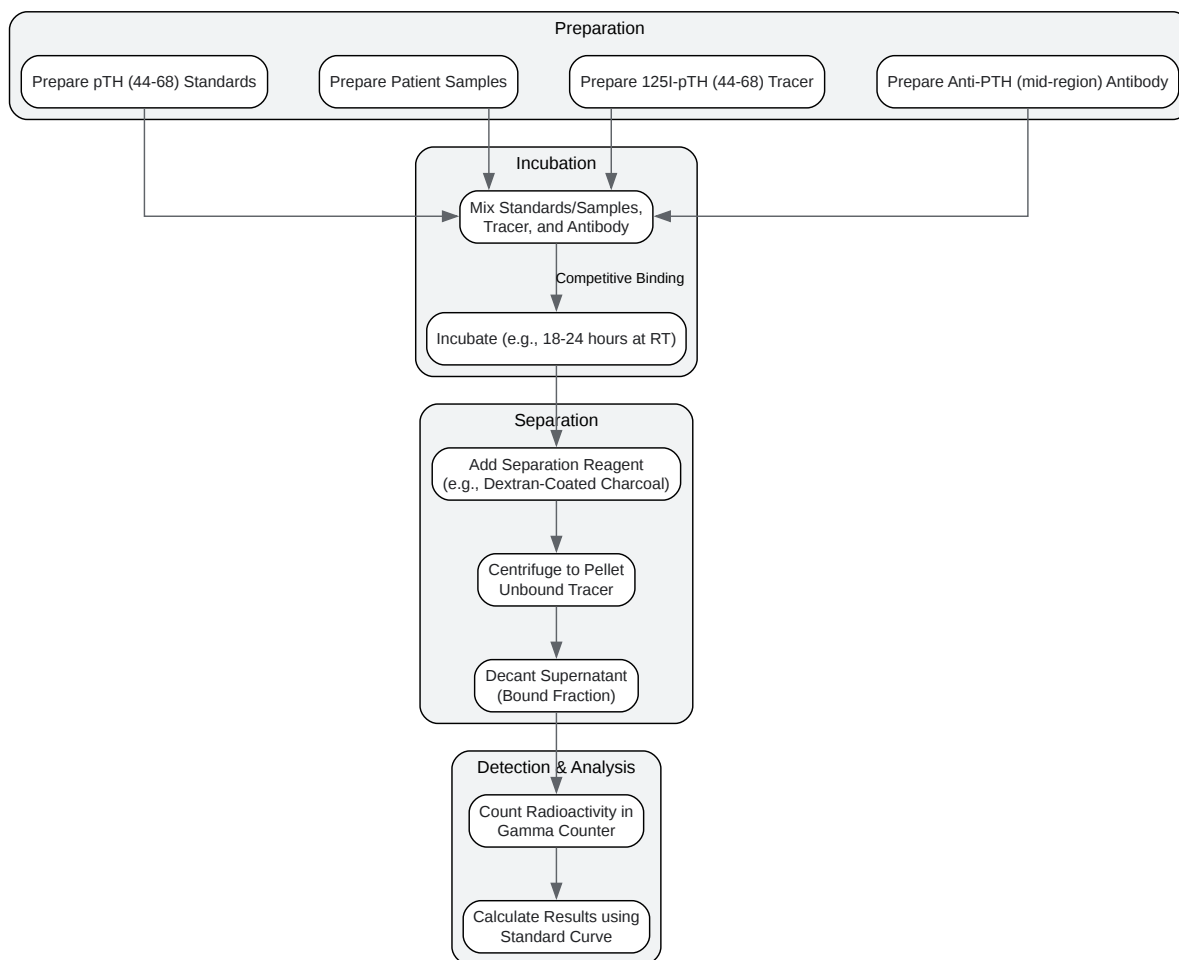 Preparation
Prepare pTH (44-68) Standards
Prepare Patient Samples
Prepare 125I-pTH (44-68) Tracer
Prepare Anti-PTH (mid-region) Antibody
Incubation
Mix Standards/Samples,
Tracer, and Antibody
Competitive Binding
Incubate (e.g., 18-24 hours at RT)
Separation
Add Separation Reagent
(e.g., Dextran-Coated Charcoal)
Centrifuge to Pellet
Unbound Tracer
Decant Supernatant
(Bound Fraction)
Detection & Analysis
Count Radioactivity in
Gamma Counter
Calculate Results using
Standard Curve